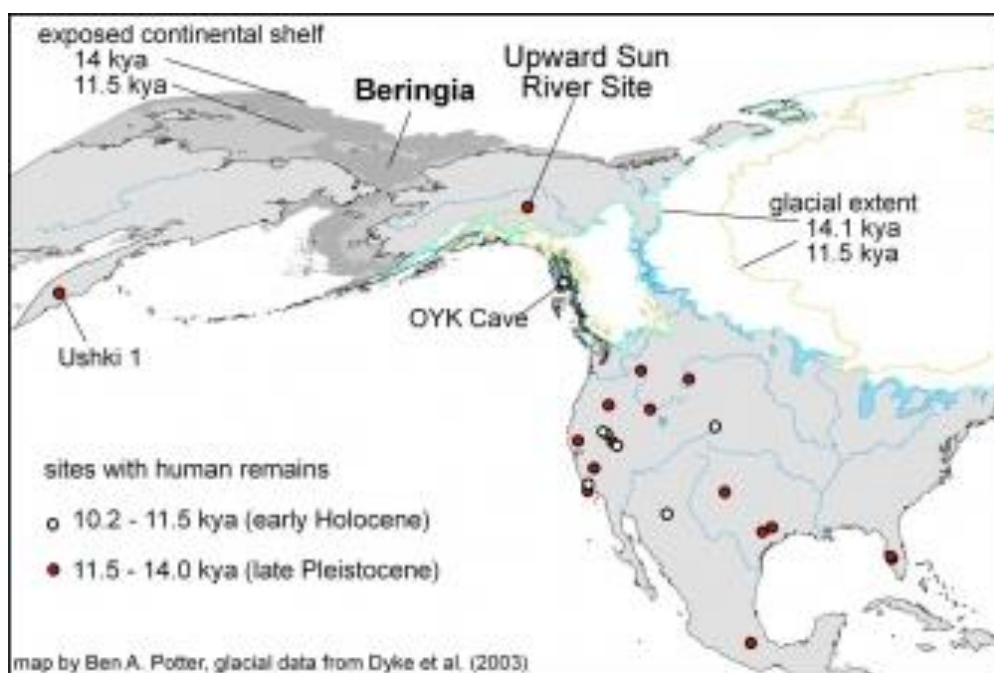 exposed continental shelf
14 kya
11.5 kya
Beringia
Upward Sun
River Site
glacial extent
14.1 kya
11.5 kya
OYK Cave
Ushki 1
sites with human remains
10.2 - 11.5 kya (early Holocene)
11.5 - 14.0 kya (late Pleistocene)
map by Ben A. Potter, glacial data from Dyke et al. (2003)